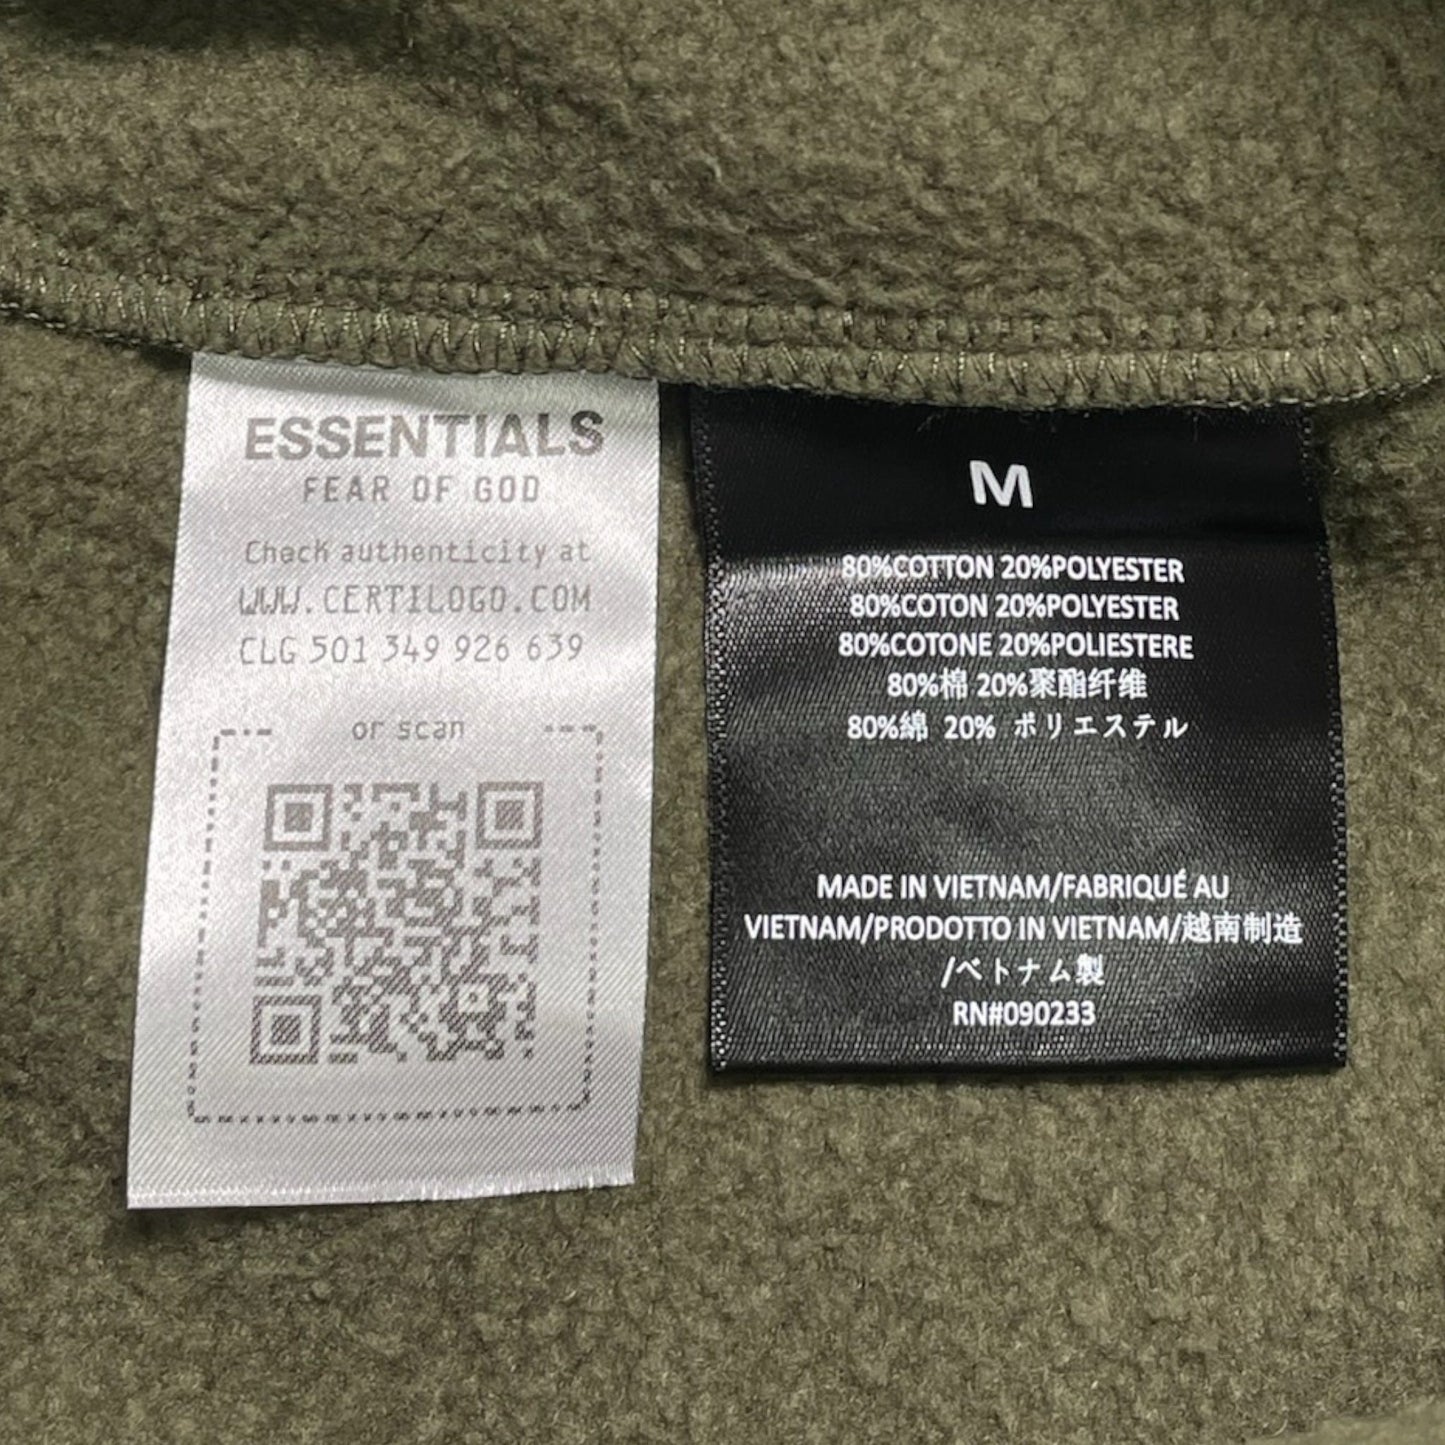 ESSENTIALS
FEAR OF GOD
Check authenticity at
WWW.CERTILOGO.COM
CLG 501 349 926 639
or scan
M
80%COTTON 20%POLYESTER
80%COTON 20%POLYESTER
80%COTONE 20%POLIESTERE
80%棉 20%聚酯纤维
80%綿 20% ポリエステル
MADE IN VIETNAM/FABRIQUÉ AU
VIETNAM/PRODOTTO IN VIETNAM/越南制造
/ベトナム製
RN#090233